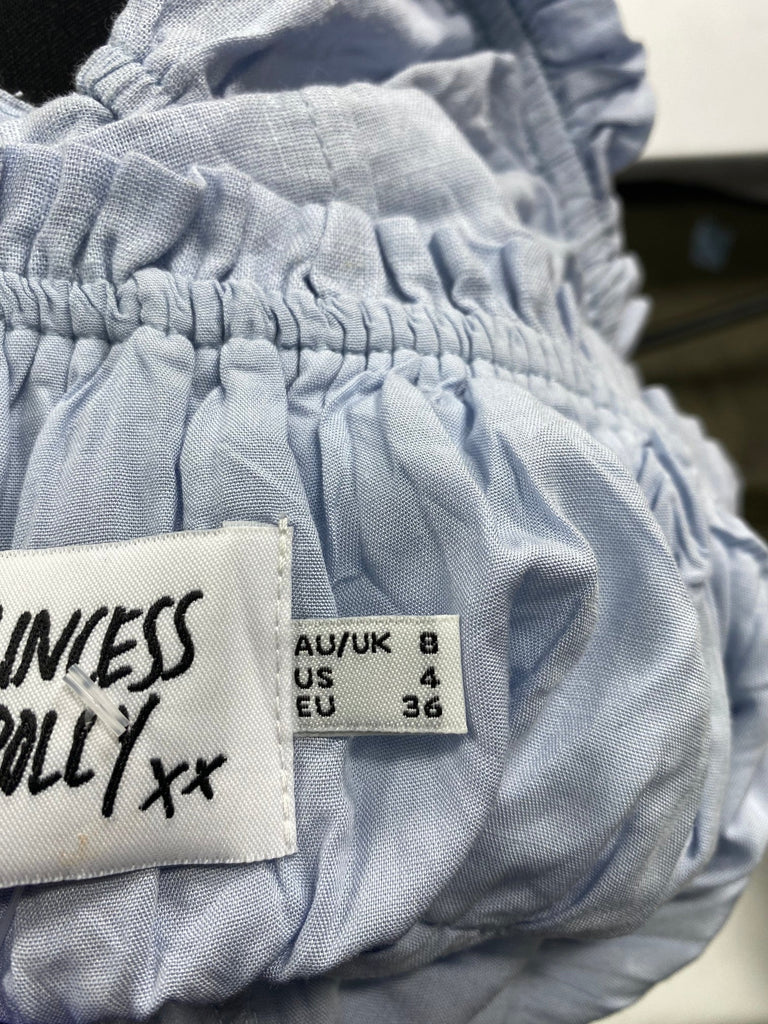 INCESS
OLLY xx
AU/UK 8
US 4
EU 36